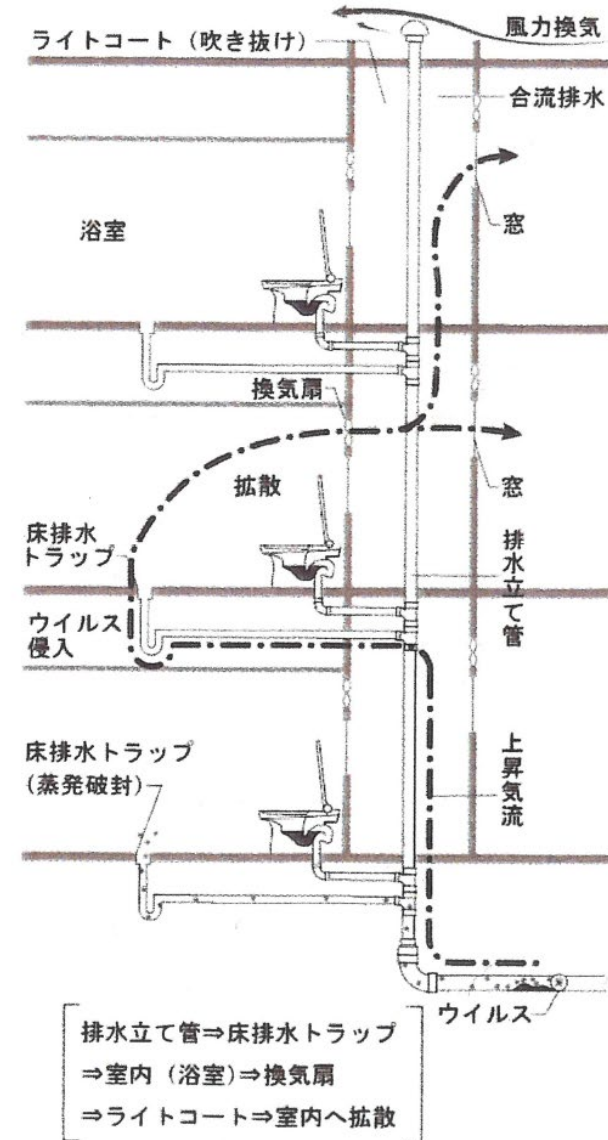 風力換気
ライトコート（吹き抜け）
合流排水
窓
浴室
換気扇
拡散
窓
床排水
トラップ
排水立て管
ウイルス
侵入
床排水トラップ
(蒸発破封)
上昇気流
ウイルス
排水立て管⇒床排水トラップ
⇒室内（浴室)⇒換気扇
⇒ライトコート⇒室内へ拡散